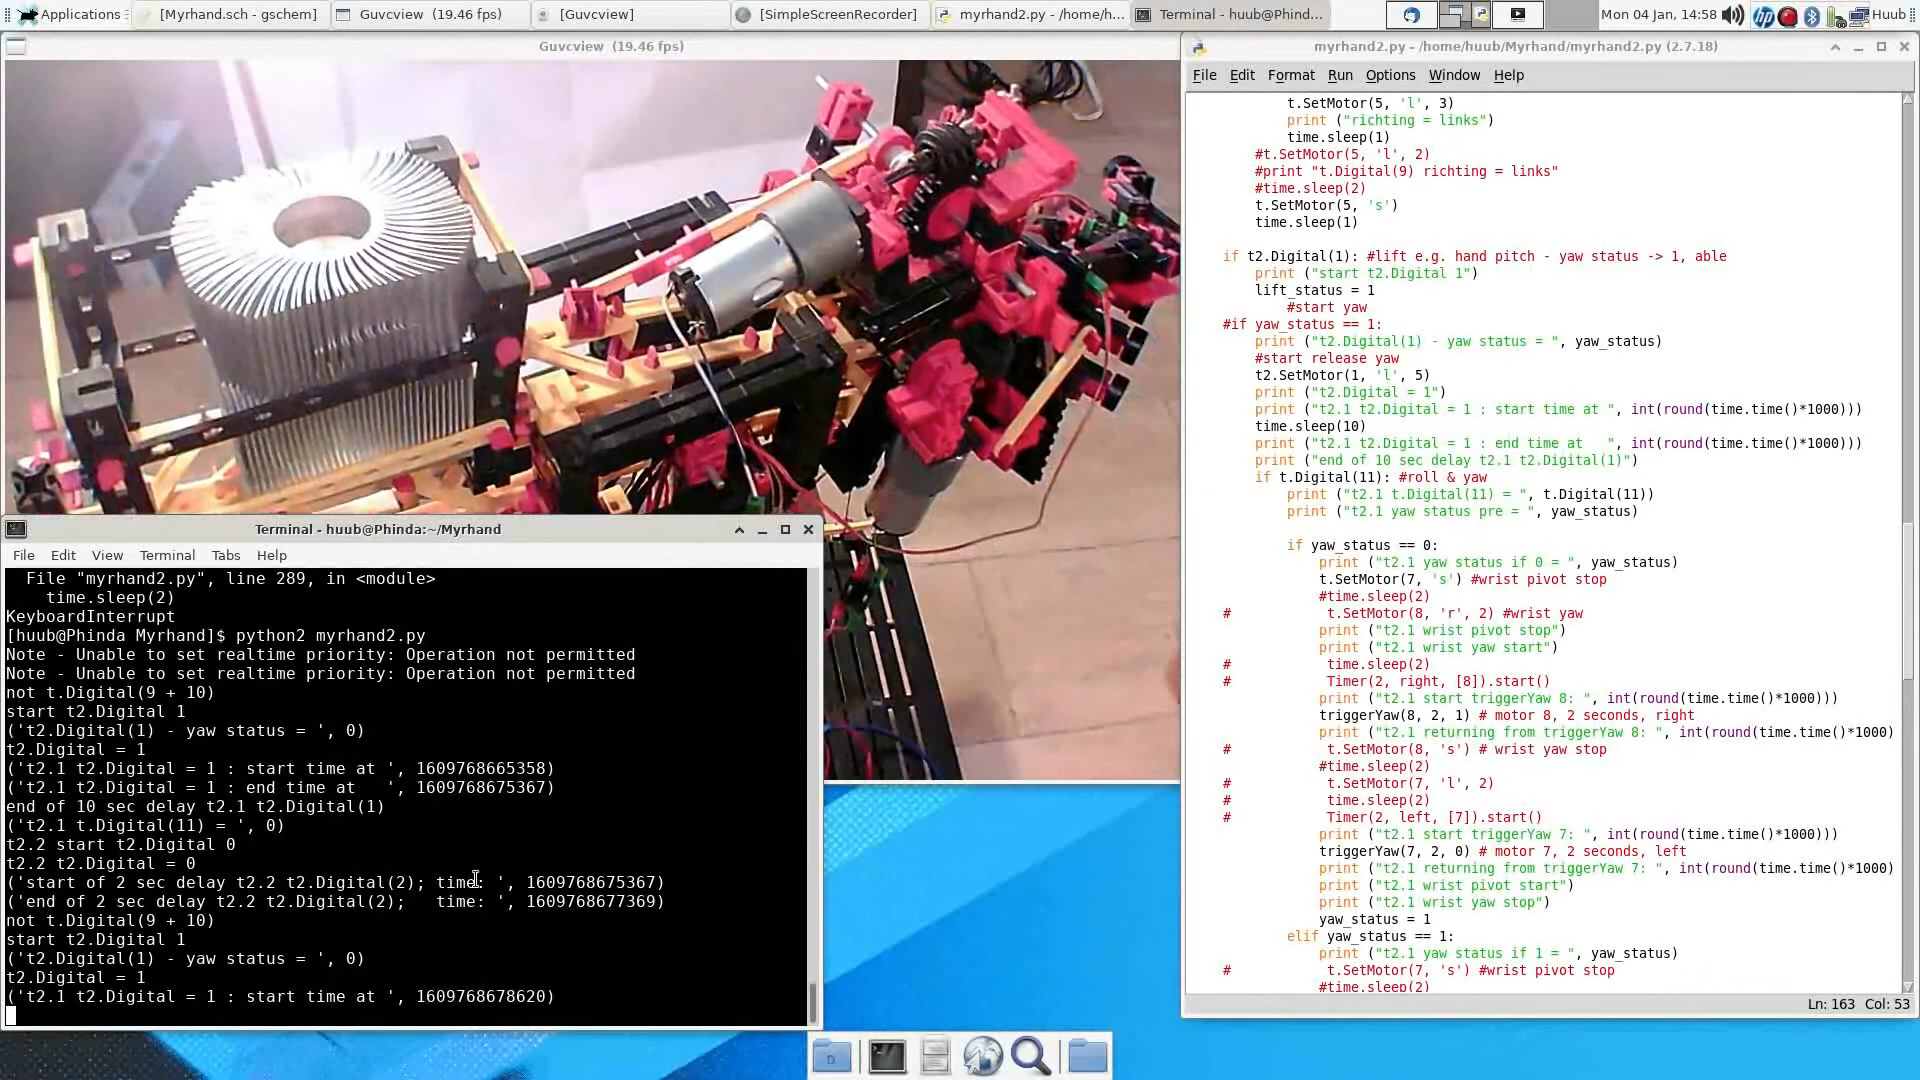 Applications
[Myrhand.sch - gschem]
Guvcview (19.46 fps)
[Guvcview]
[SimpleScreenRecorder]
myrhand2.py - /home/h...
Terminal - huub@Phind...
Mon 04 Jan, 14:58
Huub
Guvcview (19.46 fps)
Terminal - huub@Phinda:~/Myrhand
File Edit View Terminal Tabs Help
File "myrhand2.py", line 289, in <module>
time.sleep(2)
KeyboardInterrupt
[huub@Phinda Myrhand]$ python2 myrhand2.py
Note - Unable to set realtime priority: Operation not permitted
Note - Unable to set realtime priority: Operation not permitted
not t.Digital(9 + 10)
start t2.Digital 1
('t2.Digital(1) - yaw status = ', 0)
t2.Digital = 1
('t2.1 t2.Digital = 1 : start time at ', 1609768665358)
('t2.1 t2.Digital = 1 : end time at   ', 1609768675367)
end of 10 sec delay t2.1 t2.Digital(1)
('t2.1 t.Digital(11) = ', 0)
t2.2 start t2.Digital 0
t2.2 t2.Digital = 0
('start of 2 sec delay t2.2 t2.Digital(2); time: ', 1609768675367)
('end of 2 sec delay t2.2 t2.Digital(2);   time: ', 1609768677369)
not t.Digital(9 + 10)
start t2.Digital 1
('t2.Digital(1) - yaw status = ', 0)
t2.Digital = 1
('t2.1 t2.Digital = 1 : start time at ', 1609768678620)
myrhand2.py - /home/huub/Myrhand/myrhand2.py (2.7.18)
File Edit Format Run Options Window Help
t.SetMotor(5, 'l', 3)
print ("richting = links")
time.sleep(1)
#t.SetMotor(5, 'l', 2)
#print "t.Digital(9) richting = links"
#time.sleep(2)
t.SetMotor(5, 's')
time.sleep(1)
if t2.Digital(1): #lift e.g. hand pitch - yaw status -> 1, able
print ("start t2.Digital 1")
lift_status = 1
#start yaw
#if yaw_status == 1:
print ("t2.Digital(1) - yaw status = ", yaw_status)
#start release yaw
t2.SetMotor(1, 'l', 5)
print ("t2.Digital = 1")
print ("t2.1 t2.Digital = 1 : start time at ", int(round(time.time()*1000)))
time.sleep(10)
print ("t2.1 t2.Digital = 1 : end time at   ", int(round(time.time()*1000)))
print ("end of 10 sec delay t2.1 t2.Digital(1)")
if t.Digital(11): #roll & yaw
print ("t2.1 t.Digital(11) = ", t.Digital(11))
print ("t2.1 yaw status pre = ", yaw_status)
if yaw_status == 0:
print ("t2.1 yaw status if 0 = ", yaw_status)
t.SetMotor(7, 's') #wrist pivot stop
#time.sleep(2)
# t.SetMotor(8, 'r', 2) #wrist yaw
print ("t2.1 wrist pivot stop")
print ("t2.1 wrist yaw start")
# time.sleep(2)
# Timer(2, right, [8]).start()
print ("t2.1 start triggerYaw 8: ", int(round(time.time()*1000)))
triggerYaw(8, 2, 1) # motor 8, 2 seconds, right
print ("t2.1 returning from triggerYaw 8: ", int(round(time.time()*1000)
# t.SetMotor(8, 's') # wrist yaw stop
#time.sleep(2)
# t.SetMotor(7, 'l', 2)
# time.sleep(2)
# Timer(2, left, [7]).start()
print ("t2.1 start triggerYaw 7: ", int(round(time.time()*1000)))
triggerYaw(7, 2, 0) # motor 7, 2 seconds, left
print ("t2.1 returning from triggerYaw 7: ", int(round(time.time()*1000)
print ("t2.1 wrist pivot start")
print ("t2.1 wrist yaw stop")
yaw_status = 1
elif yaw_status == 1:
print ("t2.1 yaw status if 1 = ", yaw_status)
# t.SetMotor(7, 's') #wrist pivot stop
#time.sleep(2)
Ln: 163 Col: 53